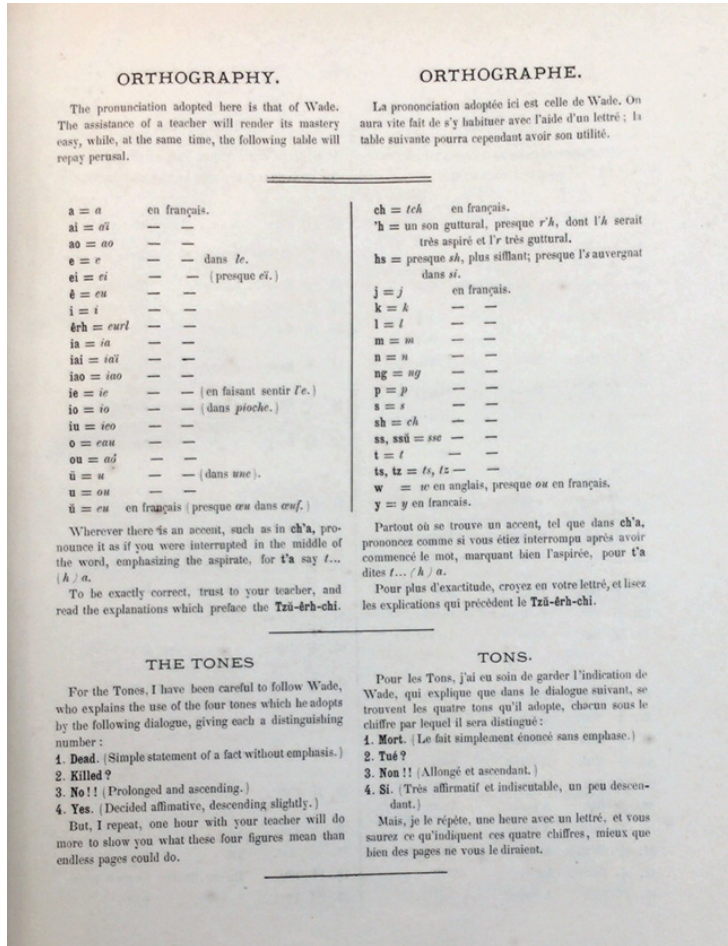 ORTHOGRAPHY.
The pronunciation adopted here is that of Wade.
The assistance of a teacher will render its mastery
easy, while, at the same time, the following table will
repay perusal.
ORTHOGRAPHE.
La prononciation adoptée ici est celle de Wade. On
aura vite fait de s'y habituer avec l'aide d'un lettré ; la
table suivante pourra cependant avoir son utilité.
a = a en français.
ai = aï — —
ao = ao — —
e = e — — dans le.
ei = ei — — (presque eï.)
ê = eu — —
i = i — —
êrh = eurl — —
ia = ia — —
iai = iaï — —
iao = iao — —
ie = ie — — (en faisant sentir l'e.)
io = io — — (dans pioche.)
iu = ieo — —
o = eau — —
ou = — —
ü = u — — (dans une).
u = ou — —
ŭ = eu en français (presque œu dans œuf.)
ch = tch en français.
'h = un son guttural, presque r'h, dont l'h serait
très aspiré et l'r très guttural.
hs = presque sh, plus sifflant; presque l's auvergnat
dans si.
j = j en français.
k = k — —
l = l — —
m = m — —
n = n — —
ng = ng — —
p = p — —
s = s — —
sh = ch — —
ss, ssŭ = sse — —
t = t — —
ts, tz = ts, tz — —
w = w en anglais, presque ou en français.
y = y en francais.
Wherever there is an accent, such as in ch'a, pro-
nounce it as if you were interrupted in the middle of
the word, emphasizing the aspirate, for t'a say t...
(h) a.
To be exactly correct, trust to your teacher, and
read the explanations which preface the Tzŭ-êrh-chi.
Partout où se trouve un accent, tel que dans ch'a,
prononcez comme si vous étiez interrompu après avoir
commencé le mot, marquant bien l'aspirée, pour t'a
dites t... (h) a.
Pour plus d'exactitude, croyez en votre lettré, et lisez
les explications qui précèdent le Tzŭ-êrh-chi.
THE TONES
For the Tones, I have been careful to follow Wade,
who explains the use of the four tones which he adopts
by the following dialogue, giving each a distinguishing
number :
1. Dead. (Simple statement of a fact without emphasis.)
2. Killed ?
3. No!! (Prolonged and ascending.)
4. Yes. (Decided affirmative, descending slightly.)
But, I repeat, one hour with your teacher will do
more to show you what these four figures mean than
endless pages could do.
TONS.
Pour les Tons, j'ai eu soin de garder l'indication de
Wade, qui explique que dans le dialogue suivant, se
trouvent les quatre tons qu'il adopte, chacun sous le
chiffre par lequel il sera distingué :
1. Mort. (Le fait simplement énoncé sans emphase.)
2. Tué?
3. Non!! (Allongé et ascendant.)
4. Si. (Très affirmatif et indiscutable, un peu descen-
dant.)
Mais, je le répète, une heure avec un lettré, et vous
saurez ce qu'indiquent ces quatre chiffres, mieux que
bien des pages ne vous le diraient.